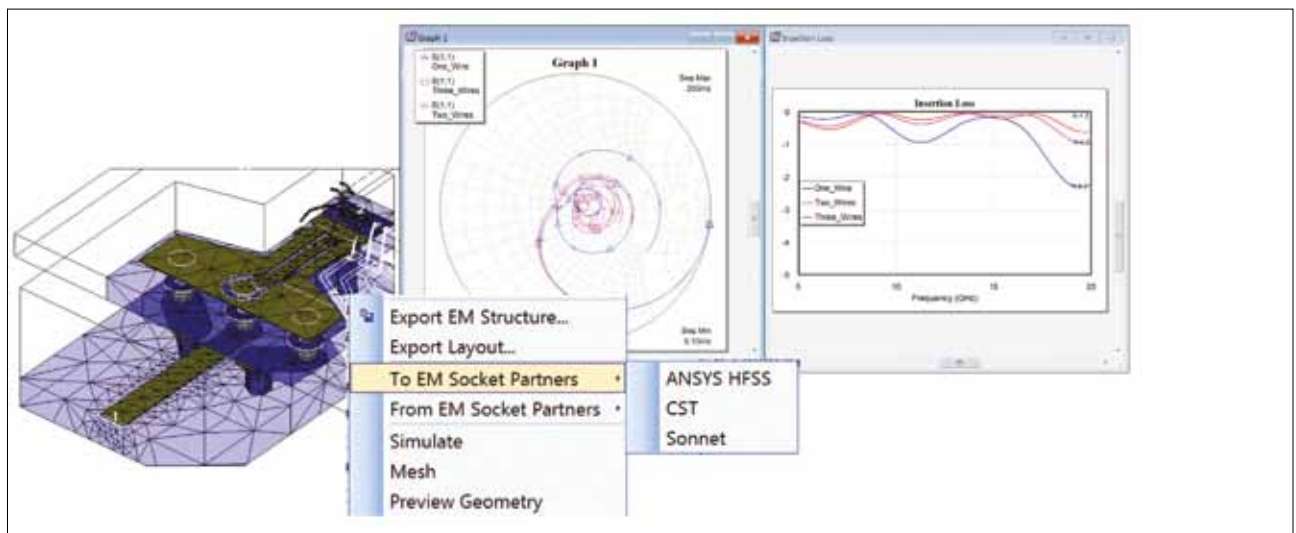 Graph 1
Insertion Loss
S(1,1)
One_Wire
S(1,1)
Three_Wires
S(1,1)
Two_Wires
Graph 1
Swp Max
Swp Min
Insertion Loss
0
-1
-2
-3
-4
-5
One_Wire
Two_Wires
Three_Wires
5
10
15
20
Frequency (GHz)
Export EM Structure...
Export Layout...
To EM Socket Partners
From EM Socket Partners
Simulate
Mesh
Preview Geometry
ANSYS HFSS
CST
Sonnet